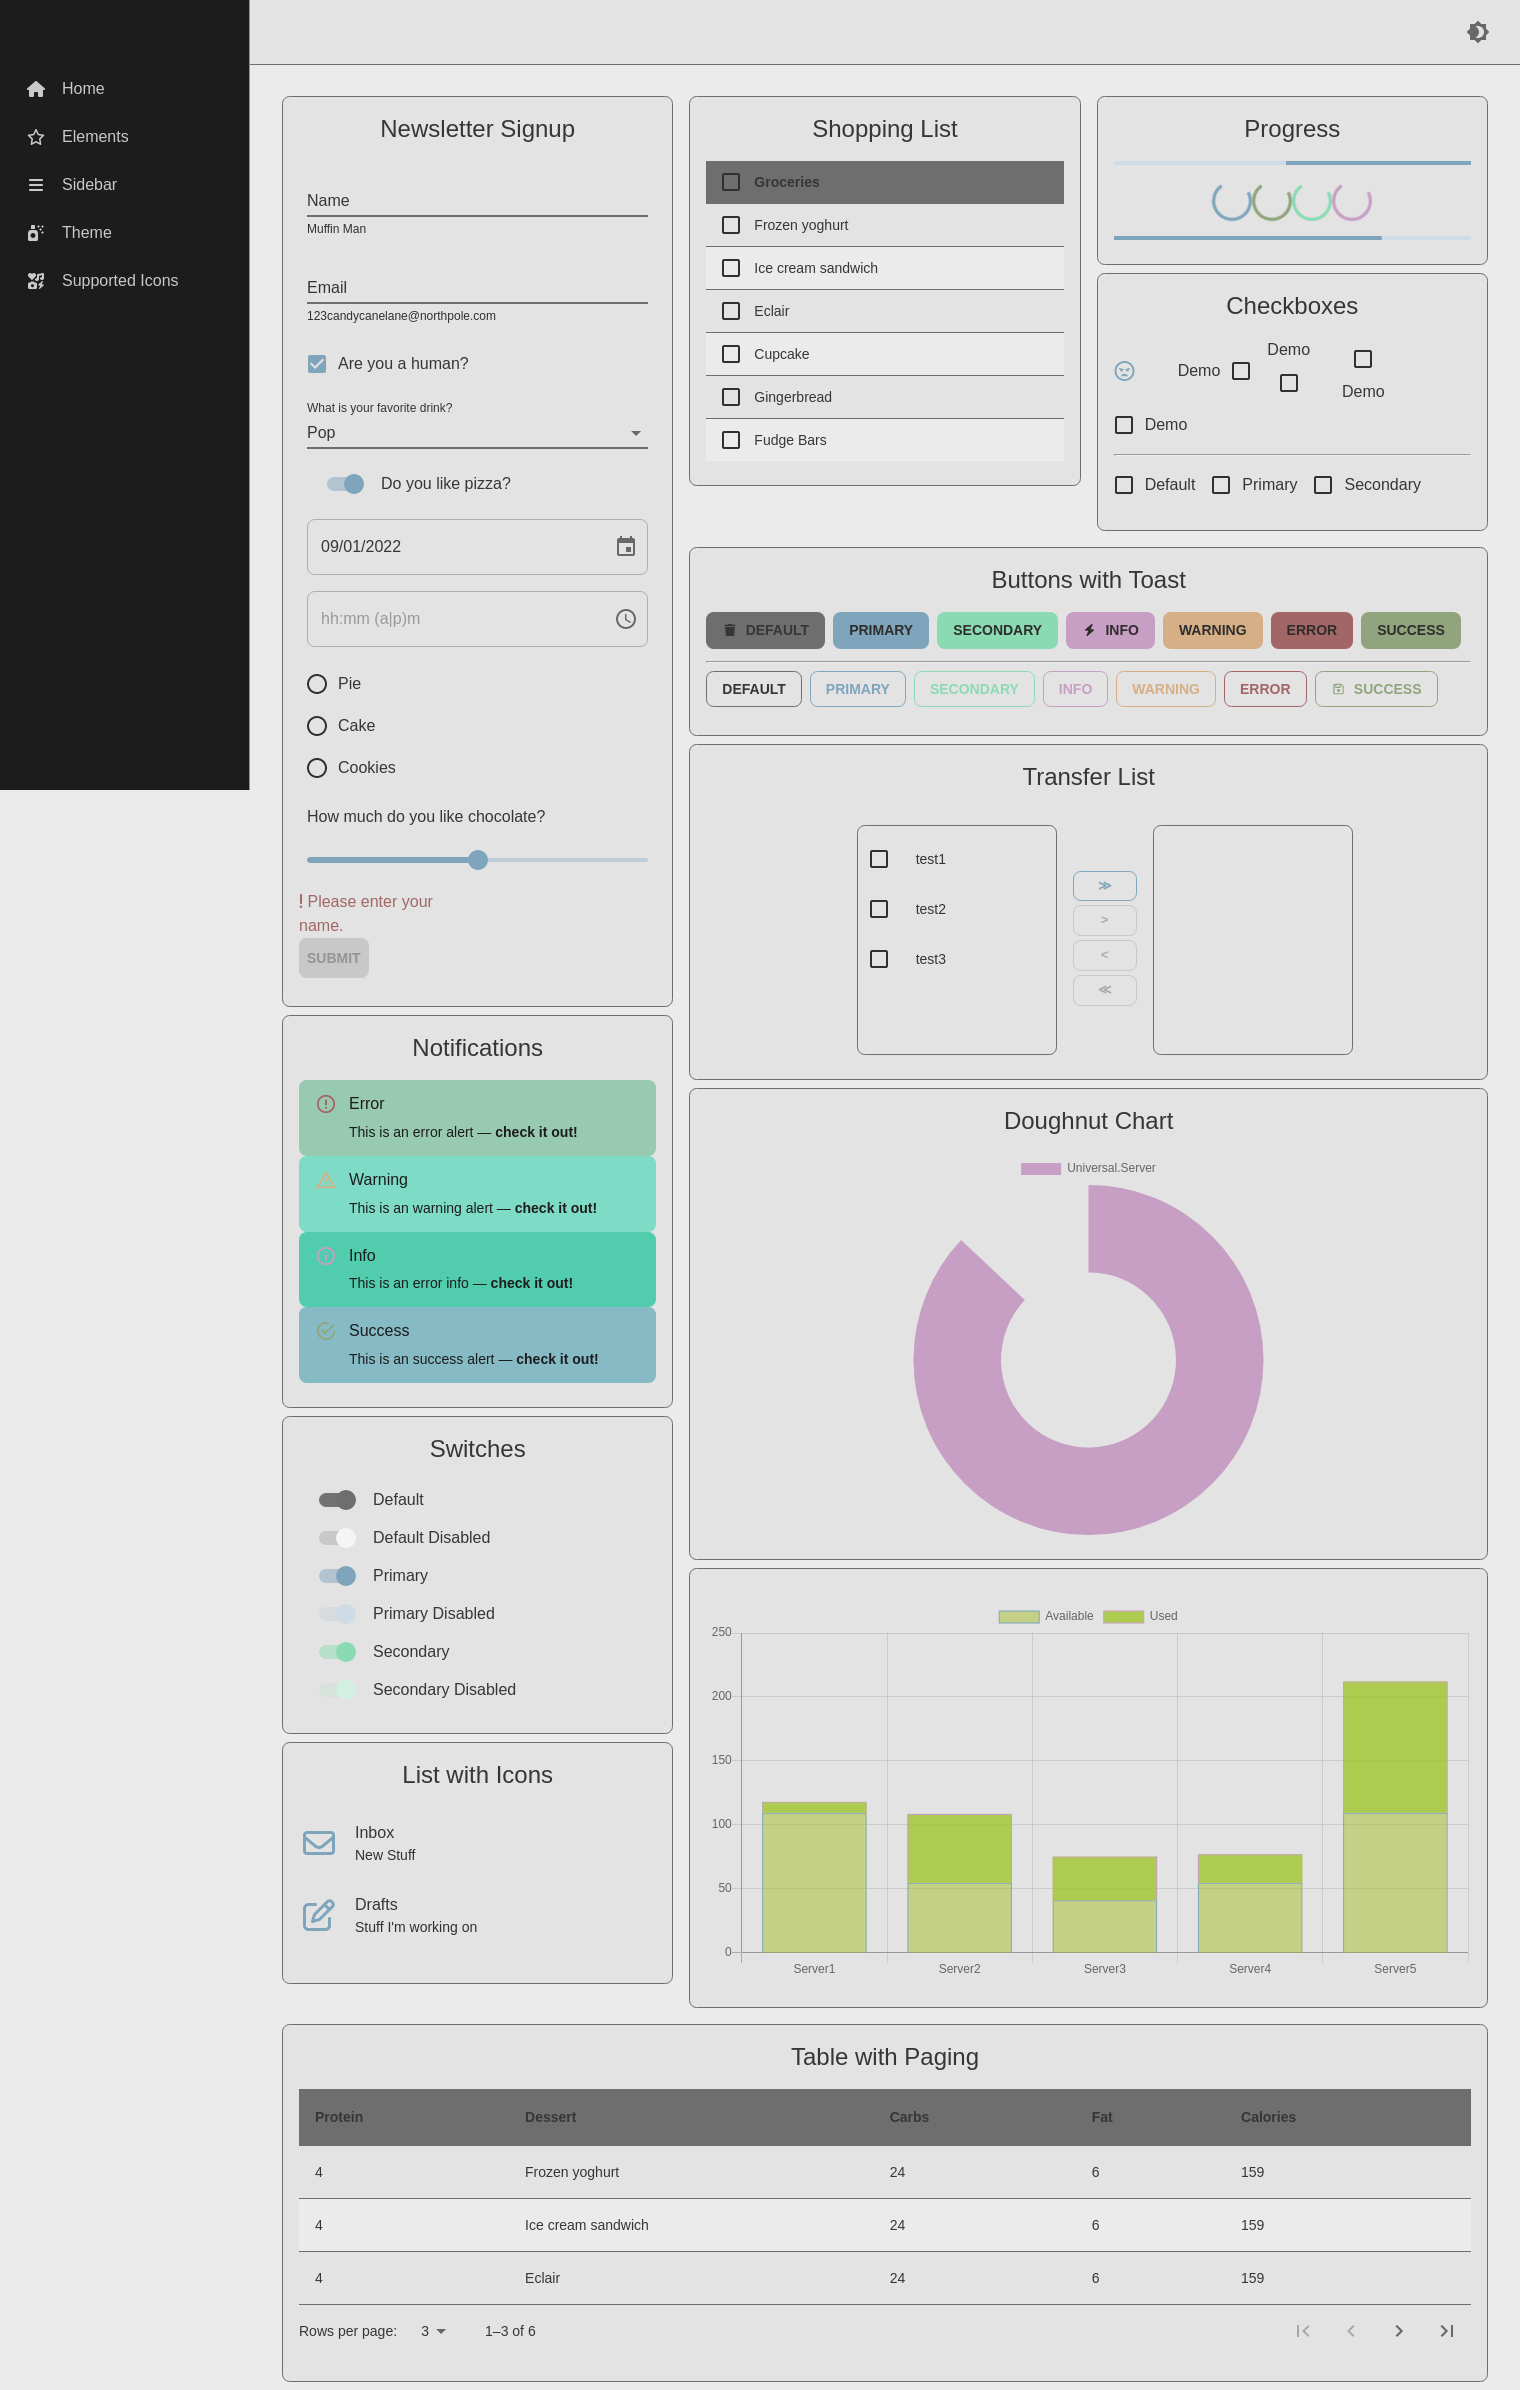 Home
Elements
Sidebar
Theme
Supported Icons
Newsletter Signup
Name
Muffin Man
Email
123candycanelane@northpole.com
Are you a human?
What is your favorite drink?
Pop
Do you like pizza?
09/01/2022
hh:mm (a|p)m
Pie
Cake
Cookies
How much do you like chocolate?
! Please enter your
name.
SUBMIT
Notifications
Error
This is an error alert — check it out!
Warning
This is an warning alert — check it out!
Info
This is an error info — check it out!
Success
This is an success alert — check it out!
Switches
Default
Default Disabled
Primary
Primary Disabled
Secondary
Secondary Disabled
List with Icons
Inbox
New Stuff
Drafts
Stuff I'm working on
Shopping List
Groceries
Frozen yoghurt
Ice cream sandwich
Eclair
Cupcake
Gingerbread
Fudge Bars
Progress
Checkboxes
Demo
Demo
Demo
Demo
Default Primary Secondary
Buttons with Toast
DEFAULT PRIMARY SECONDARY INFO WARNING ERROR SUCCESS
DEFAULT PRIMARY SECONDARY INFO WARNING ERROR SUCCESS
Transfer List
test1
test2
test3
≫
>
<
≪
Doughnut Chart
Universal.Server
Available Used
250
200
150
100
50
0
Server1 Server2 Server3 Server4 Server5
Table with Paging
Protein Dessert Carbs Fat Calories
4 Frozen yoghurt 24 6 159
4 Ice cream sandwich 24 6 159
4 Eclair 24 6 159
Rows per page: 3 1–3 of 6